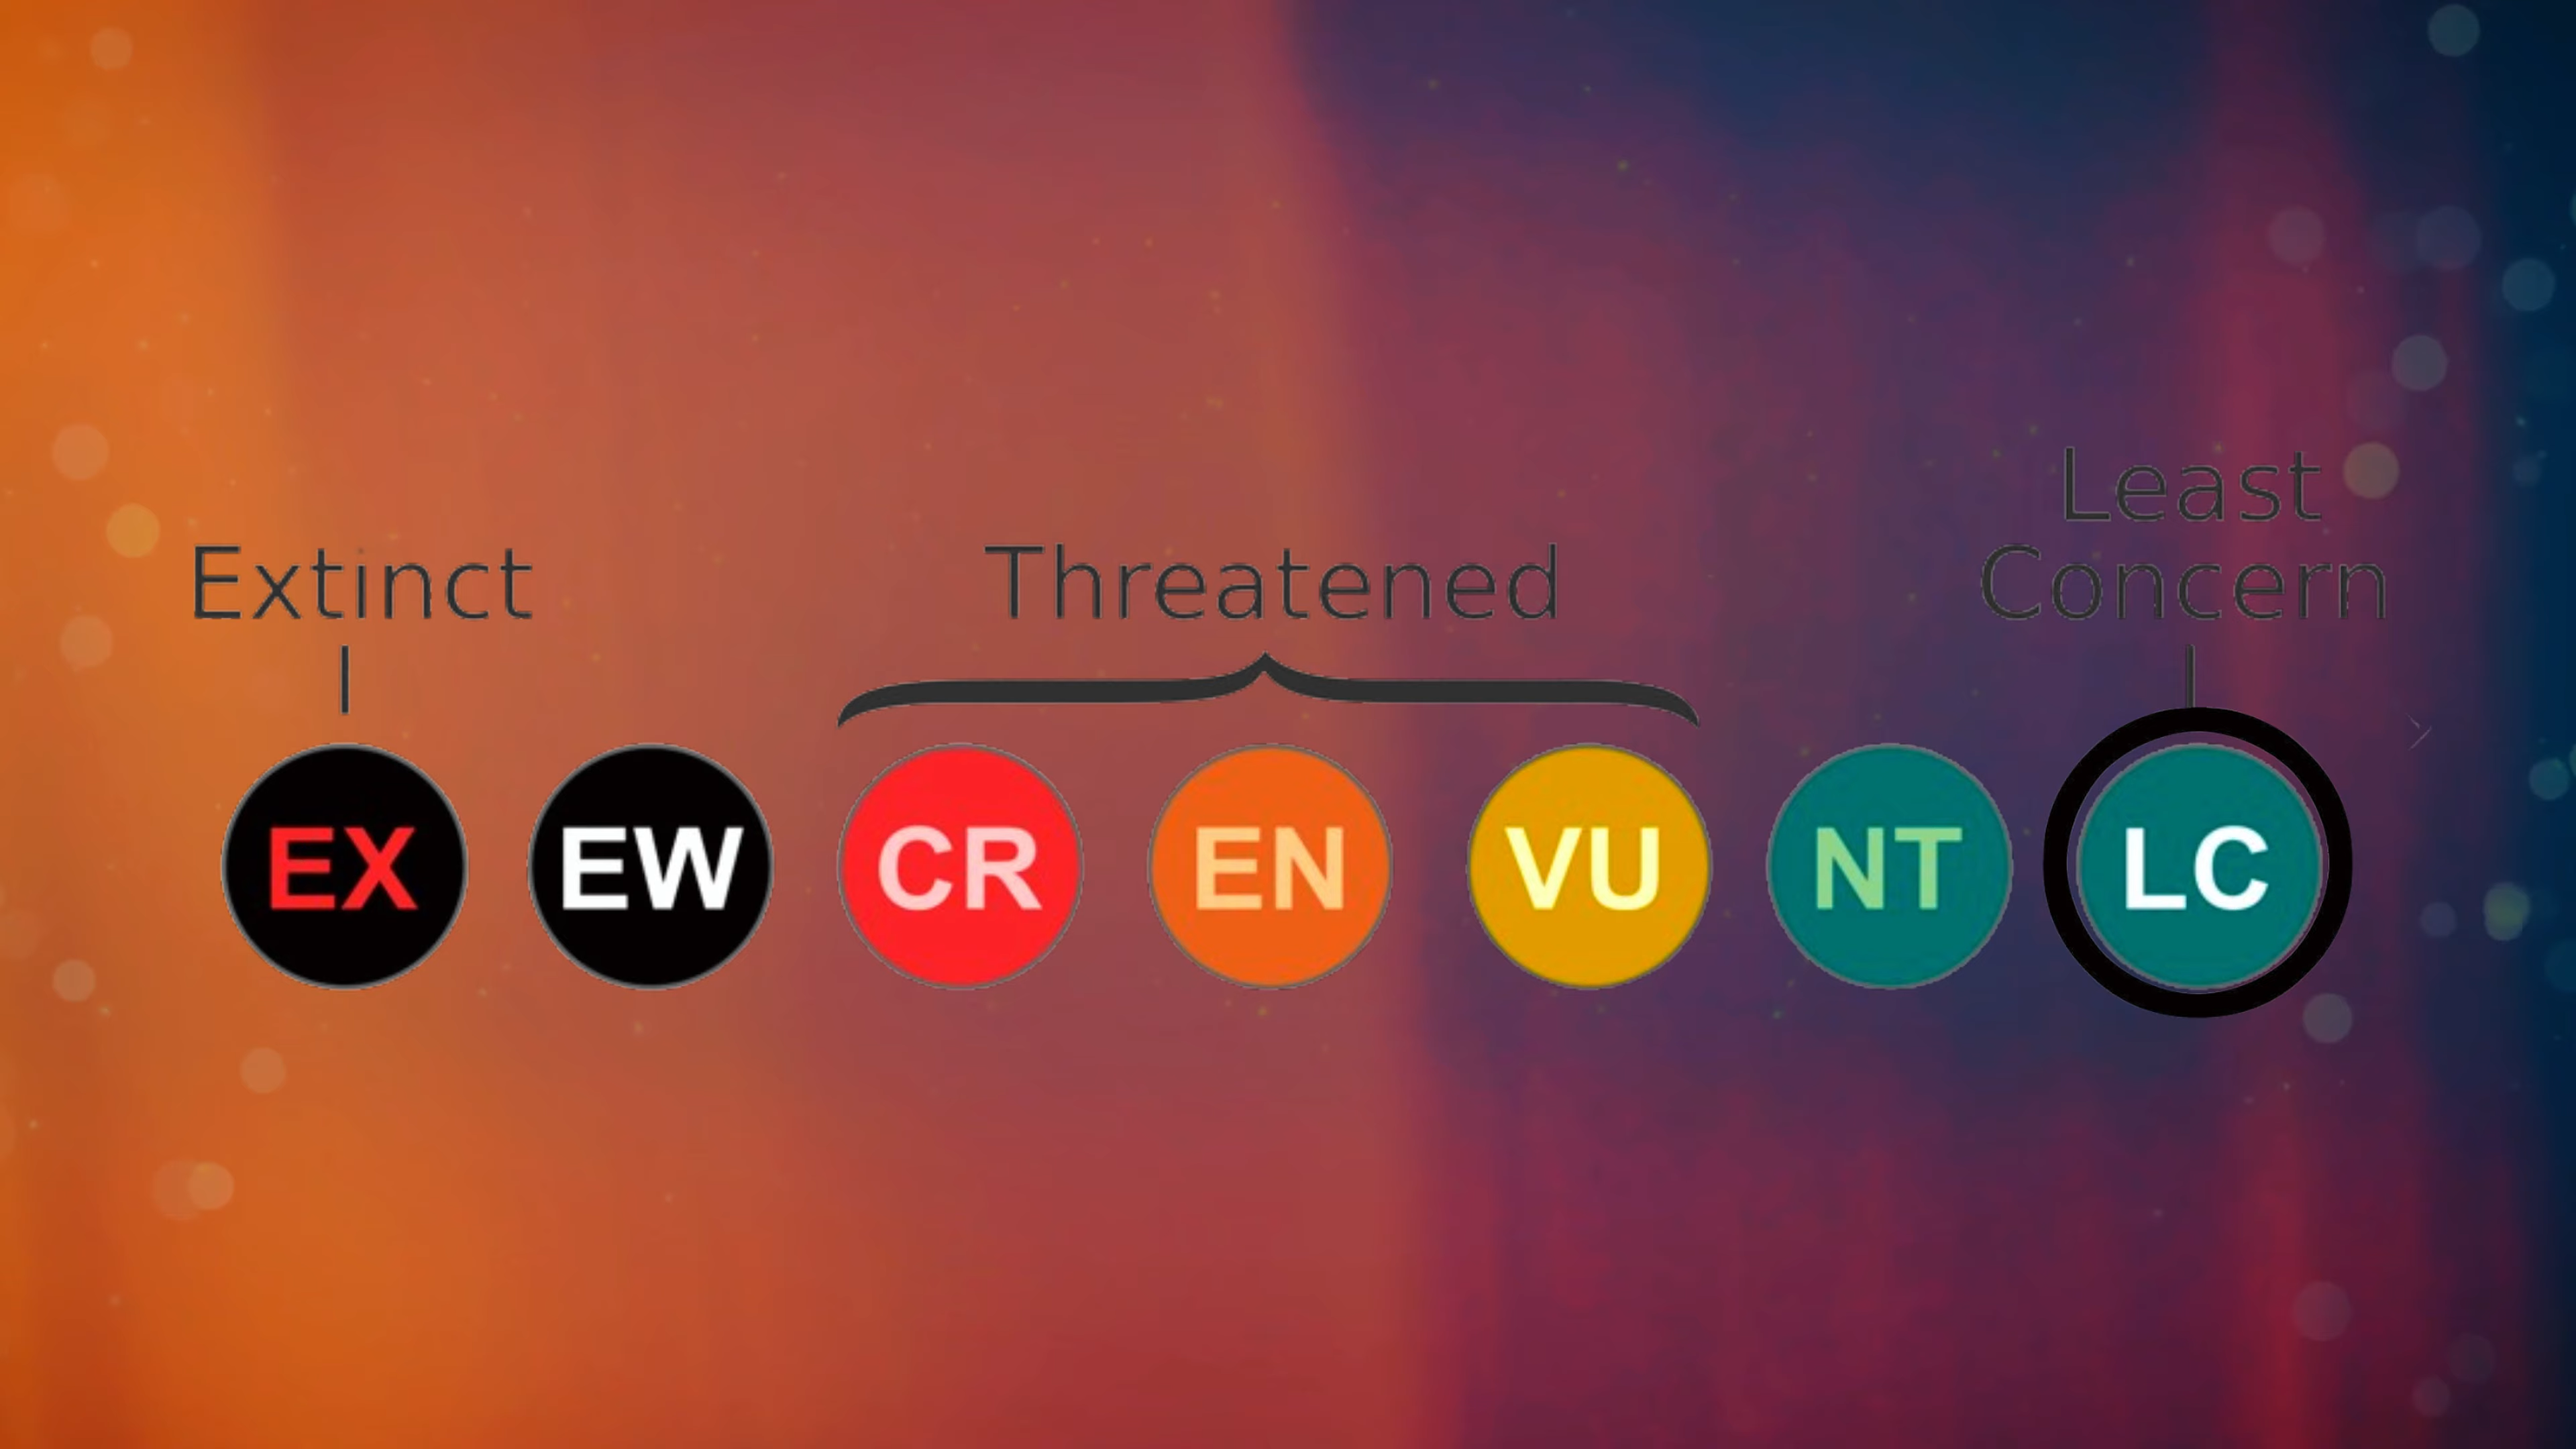 Extinct
Threatened
Least
Concern
EX EW CR EN VU NT LC